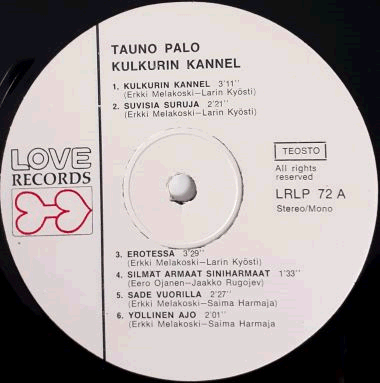 TAUNO PALO
KULKURIN KANNEL
1. KULKURIN KANNEL 3'11''
(Erkki Melakoski—Larin Kyösti)
2. SUVISIA SURUJA 2'21''
(Erkki Melakoski—Larin Kyösti)
LOVE
RECORDS
TEOSTO
All rights
reserved
LRLP 72 A
Stereo/Mono
3. EROTESSA 3'29''
(Erkki Melakoski—Larin Kyösti)
4. SILMÄT ARMAAT SINIHARMAAT 1'33''
(Eero Ojanen—Jaakko Rugojev)
5. SADE VUORILLA 2'27''
(Erkki Melakoski—Saima Harmaja)
6. YÖLLINEN AJO 2'01''
(Erkki Melakoski—Saima Harmaja